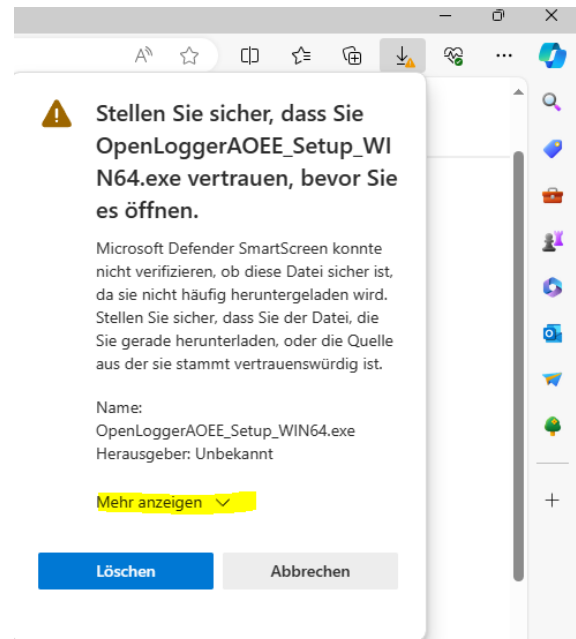 Stellen Sie sicher, dass Sie
OpenLoggerAOEE_Setup_WI
N64.exe vertrauen, bevor Sie
es öffnen.
Microsoft Defender SmartScreen konnte
nicht verifizieren, ob diese Datei sicher ist,
da sie nicht häufig heruntergeladen wird.
Stellen Sie sicher, dass Sie der Datei, die
Sie gerade herunterladen, oder die Quelle
aus der sie stammt vertrauenswürdig ist.
Name:
OpenLoggerAOEE_Setup_WIN64.exe
Herausgeber: Unbekannt
Mehr anzeigen
Löschen
Abbrechen